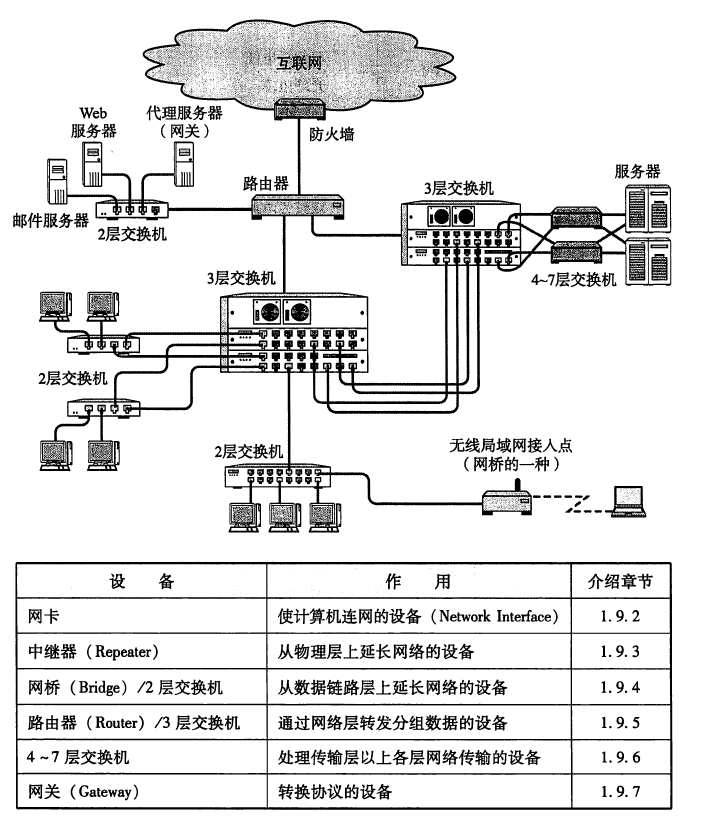 互联网
防火墙
Web
服务器
代理服务器
（网关）
邮件服务器
2层交换机
路由器
3层交换机
服务器
4~7层交换机
3层交换机
2层交换机
2层交换机
无线局域网接入点
（网桥的一种）
设 备 作 用 介绍章节
网卡 使计算机连网的设备（Network Interface） 1.9.2
中继器（Repeater） 从物理层上延长网络的设备 1.9.3
网桥（Bridge）/2 层交换机 从数据链路层上延长网络的设备 1.9.4
路由器（Router）/3 层交换机 通过网络层转发分组数据的设备 1.9.5
4~7 层交换机 处理传输层以上各层网络传输的设备 1.9.6
网关（Gateway） 转换协议的设备 1.9.7